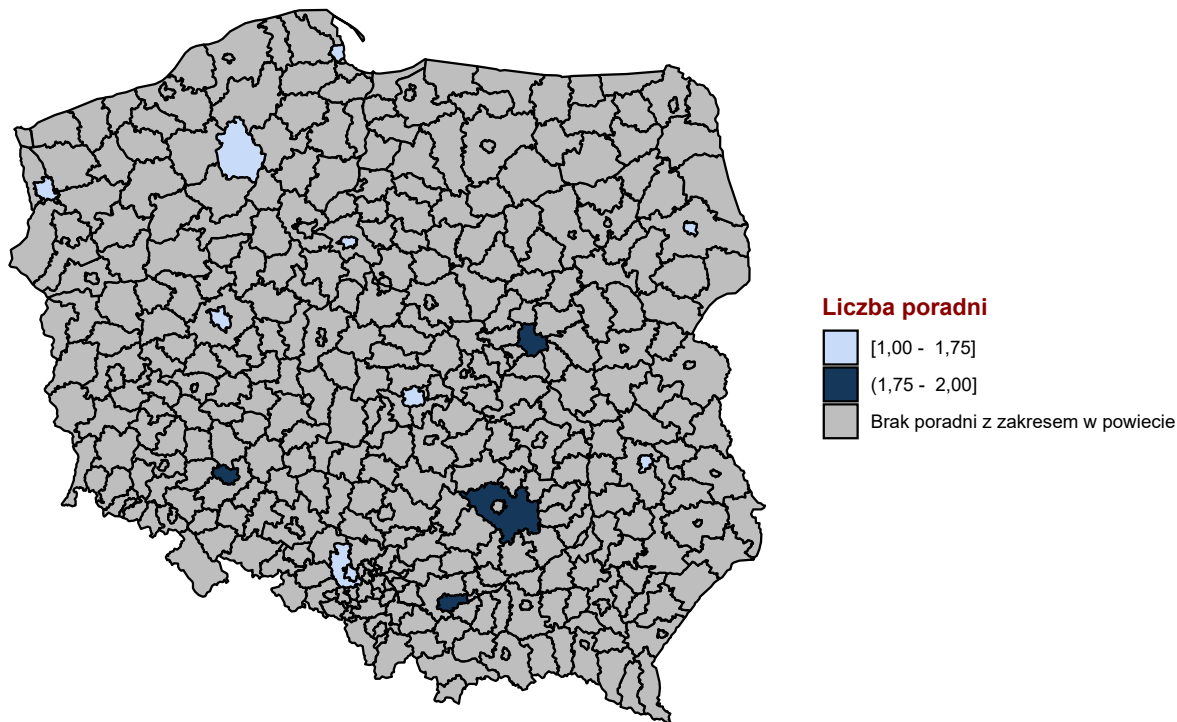 Liczba poradni
[1,00 - 1,75]
(1,75 - 2,00]
Brak poradni z zakresem w powiecie